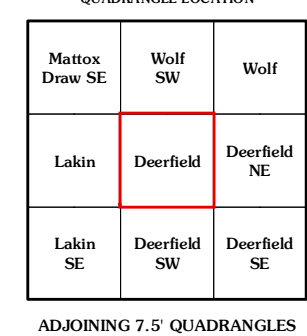 QUADRANGLE LOCATION
Mattox
Draw SE
Wolf
SW
Wolf
Lakin
Deerfield
Deerfield
NE
Lakin
SE
Deerfield
SW
Deerfield
SE
ADJOINING 7.5' QUADRANGLES